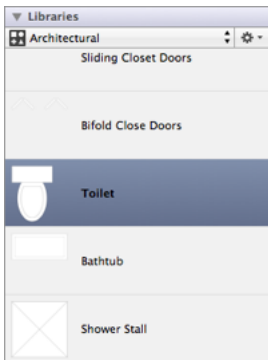 Libraries
Architectural
Sliding Closet Doors
Bifold Close Doors
Toilet
Bathtub
Shower Stall